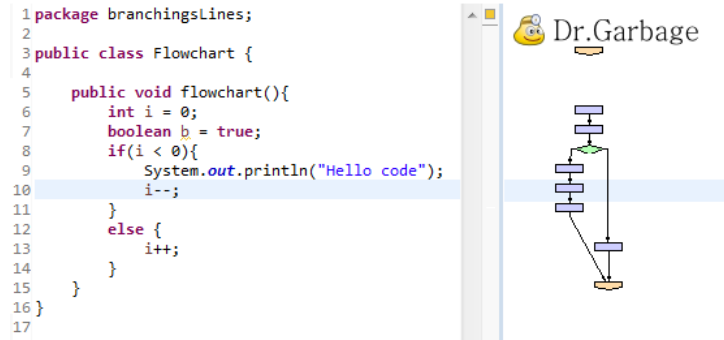 1 package branchingsLines;
2
3 public class Flowchart {
4
5     public void flowchart(){
6         int i = 0;
7         boolean b = true;
8         if(i < 0){
9             System.out.println("Hello code");
10             i--;
11         }
12         else {
13             i++;
14         }
15     }
16 }
17
Dr.Garbage